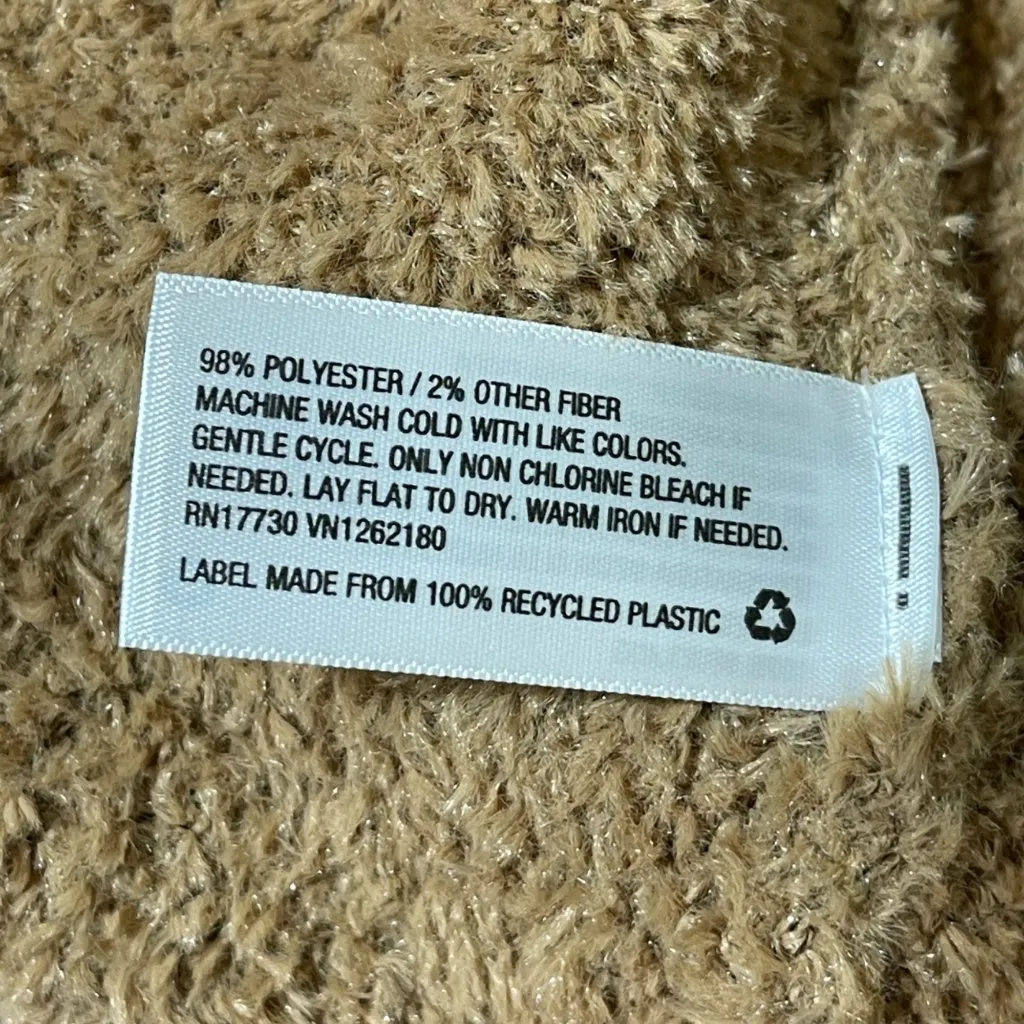 98% POLYESTER / 2% OTHER FIBER
MACHINE WASH COLD WITH LIKE COLORS.
GENTLE CYCLE. ONLY NON CHLORINE BLEACH IF
NEEDED. LAY FLAT TO DRY. WARM IRON IF NEEDED.
RN17730 VN1262180
LABEL MADE FROM 100% RECYCLED PLASTIC